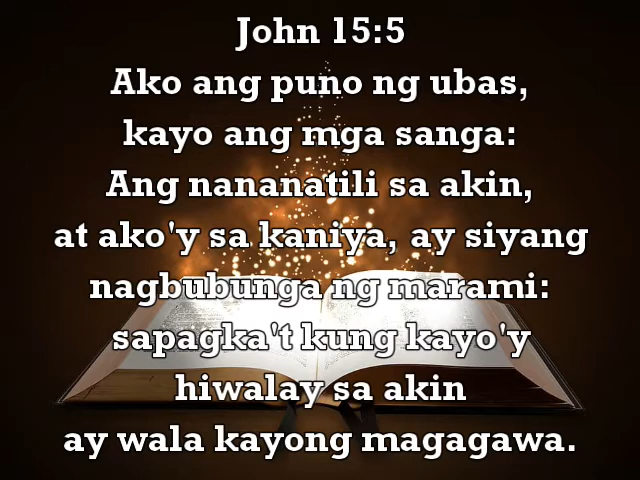 John 15:5
Ako ang puno ng ubas,
kayo ang mga sanga:
Ang nananatili sa akin,
at ako'y sa kaniya, ay siyang
nagbubunga ng marami:
sapagka't kung kayo'y
hiwalay sa akin
ay wala kayong magagawa.